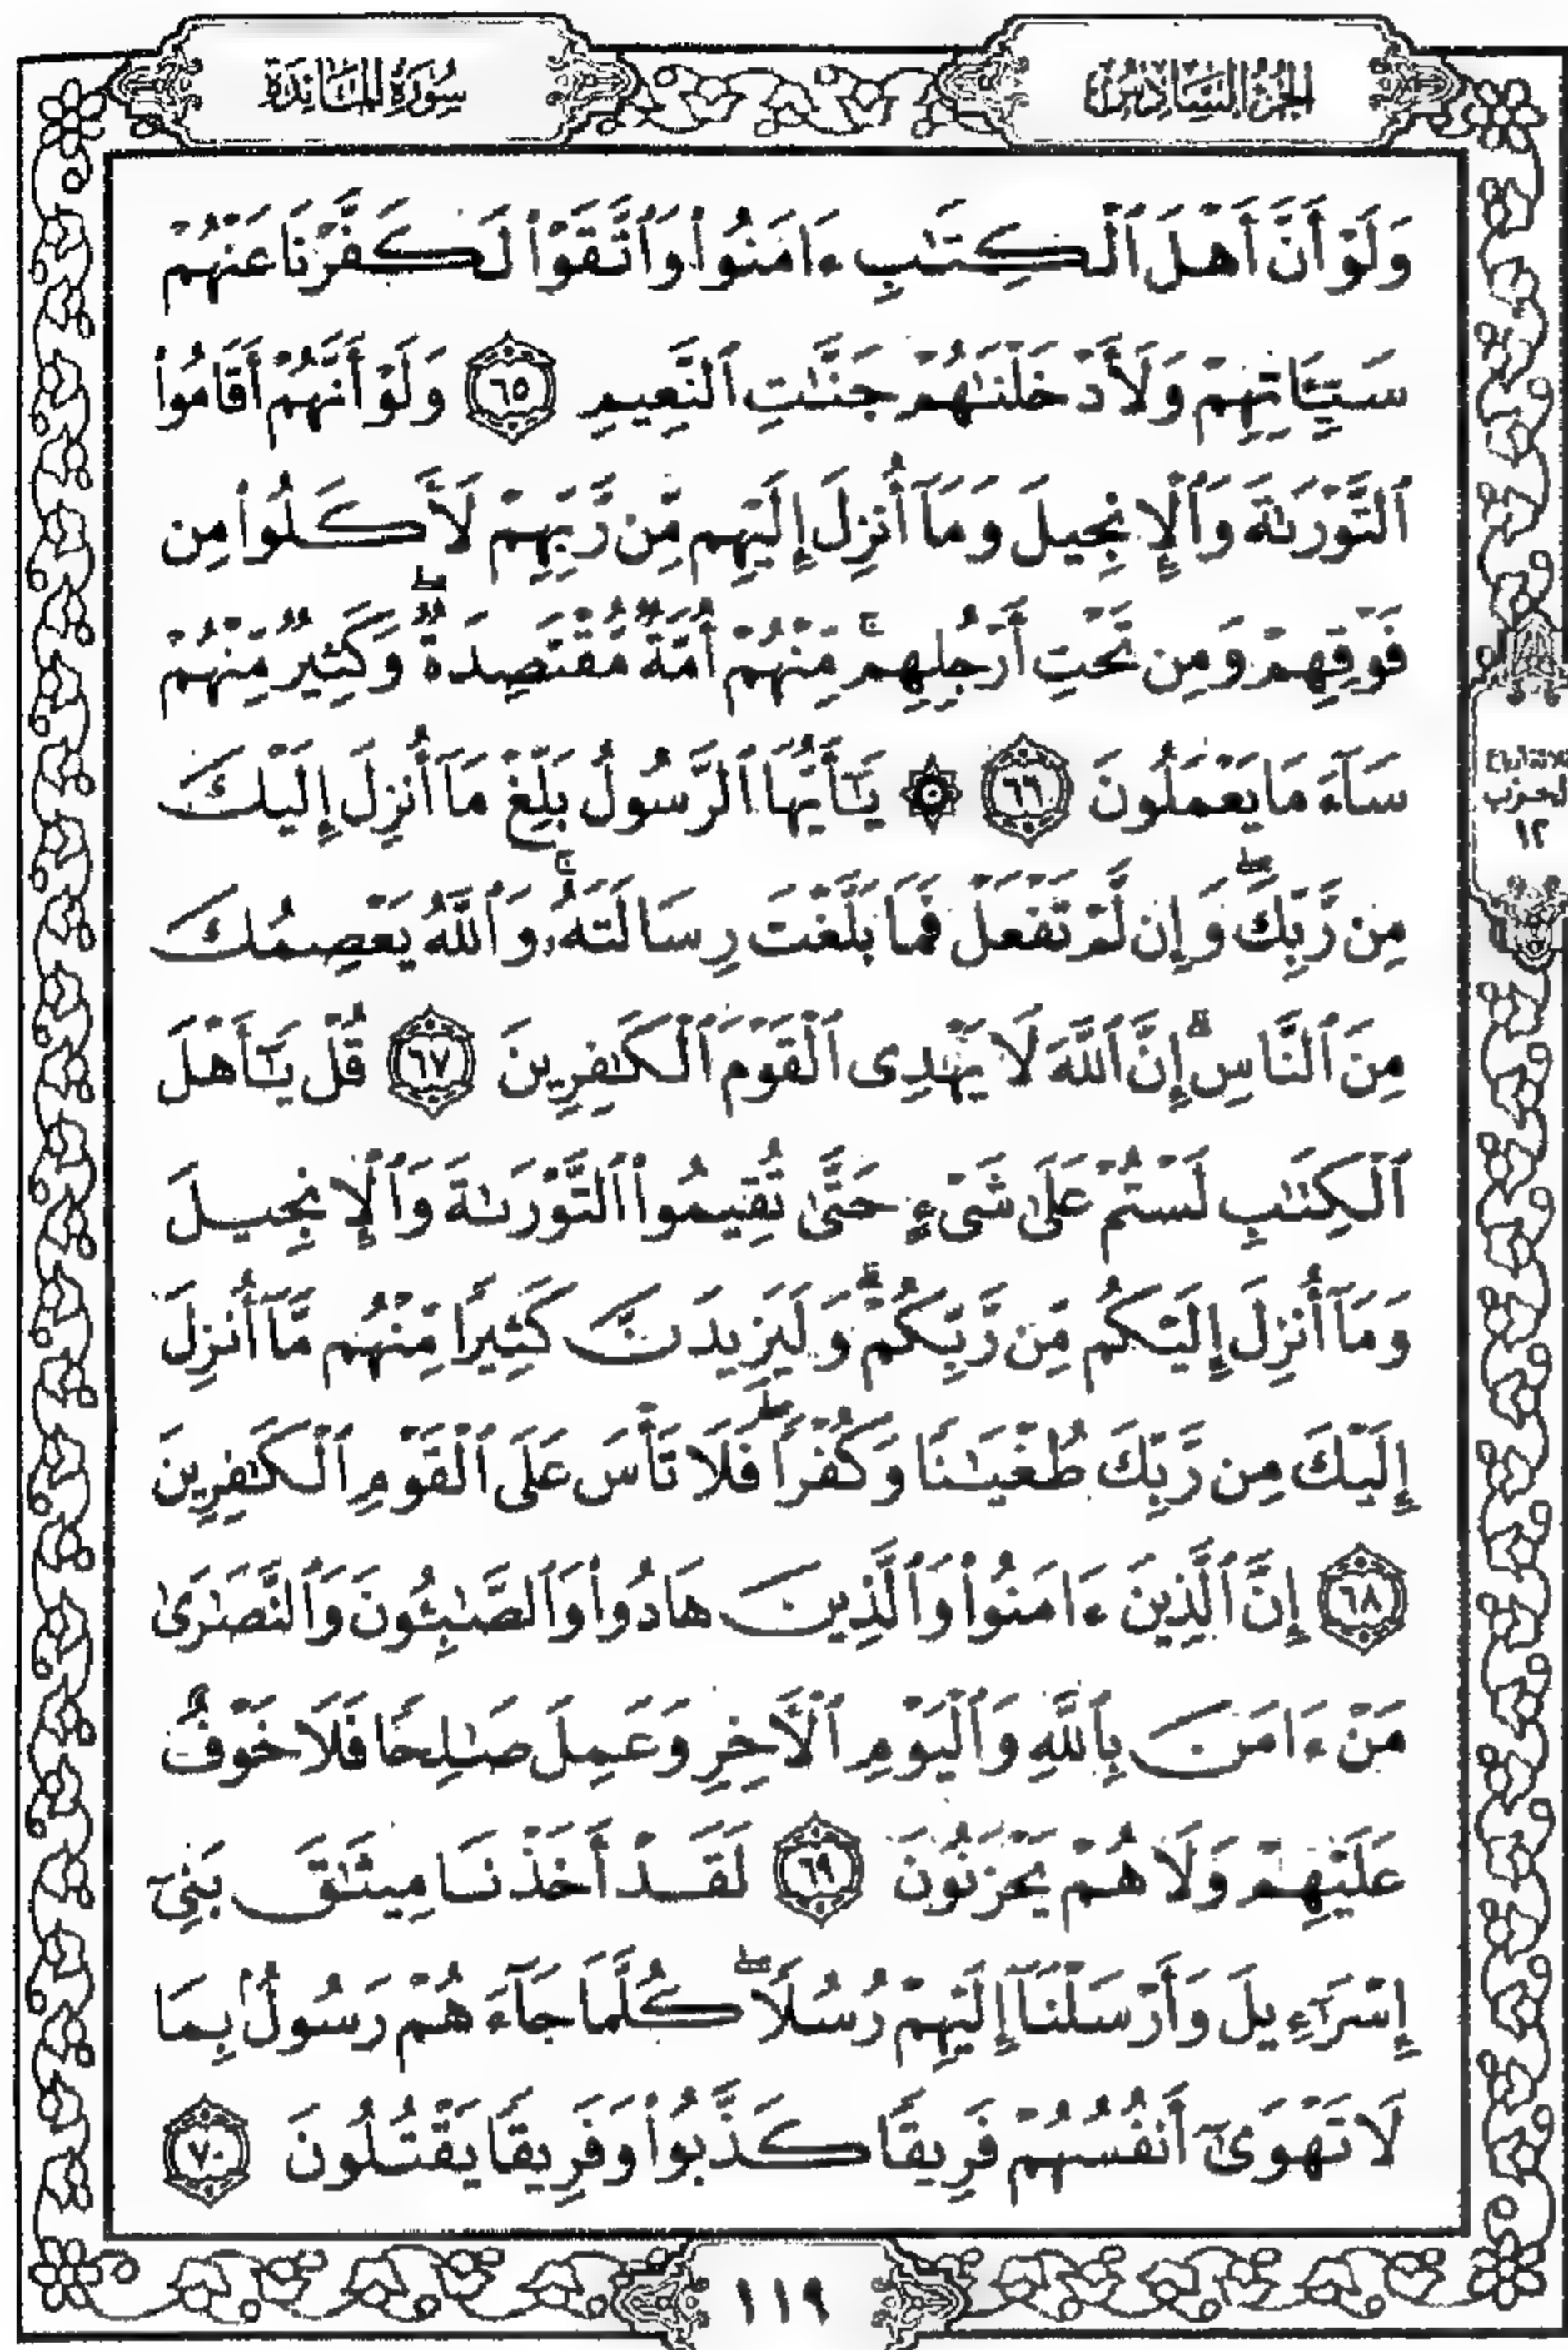 الجزء السادس
سورة المائدة
وَلَوْ أَنَّ أَهْلَ ٱلْكِتَٰبِ ءَامَنُوا۟ وَٱتَّقَوْا۟ لَكَفَّرْنَا عَنْهُمْ
سَيِّـَٔاتِهِمْ وَلَأَدْخَلْنَٰهُمْ جَنَّٰتِ ٱلنَّعِيمِ ٦٥ وَلَوْ أَنَّهُمْ أَقَامُوا۟
ٱلتَّوْرَىٰةَ وَٱلْإِنجِيلَ وَمَآ أُنزِلَ إِلَيْهِم مِّن رَّبِّهِمْ لَأَكَلُوا۟ مِن
فَوْقِهِمْ وَمِن تَحْتِ أَرْجُلِهِم ۚ مِّنْهُمْ أُمَّةٌ مُّقْتَصِدَةٌ ۖ وَكَثِيرٌ مِّنْهُمْ
سَآءَ مَا يَعْمَلُونَ ٦٦ ۞ يَٰٓأَيُّهَا ٱلرَّسُولُ بَلِّغْ مَآ أُنزِلَ إِلَيْكَ
مِن رَّبِّكَ ۖ وَإِن لَّمْ تَفْعَلْ فَمَا بَلَّغْتَ رِسَالَتَهُۥ ۚ وَٱللَّهُ يَعْصِمُكَ
مِنَ ٱلنَّاسِ ۗ إِنَّ ٱللَّهَ لَا يَهْدِى ٱلْقَوْمَ ٱلْكَٰفِرِينَ ٦٧ قُلْ يَٰٓأَهْلَ
ٱلْكِتَٰبِ لَسْتُمْ عَلَىٰ شَىْءٍ حَتَّىٰ تُقِيمُوا۟ ٱلتَّوْرَىٰةَ وَٱلْإِنجِيلَ
وَمَآ أُنزِلَ إِلَيْكُم مِّن رَّبِّكُمْ ۗ وَلَيَزِيدَنَّ كَثِيرًا مِّنْهُم مَّآ أُنزِلَ
إِلَيْكَ مِن رَّبِّكَ طُغْيَٰنًا وَكُفْرًا ۖ فَلَا تَأْسَ عَلَى ٱلْقَوْمِ ٱلْكَٰفِرِينَ
٦٨ إِنَّ ٱلَّذِينَ ءَامَنُوا۟ وَٱلَّذِينَ هَادُوا۟ وَٱلصَّٰبِـُٔونَ وَٱلنَّصَٰرَىٰ
مَنْ ءَامَنَ بِٱللَّهِ وَٱلْيَوْمِ ٱلْءَاخِرِ وَعَمِلَ صَٰلِحًا فَلَا خَوْفٌ
عَلَيْهِمْ وَلَا هُمْ يَحْزَنُونَ ٦٩ لَقَدْ أَخَذْنَا مِيثَٰقَ بَنِىٓ
إِسْرَٰٓءِيلَ وَأَرْسَلْنَآ إِلَيْهِمْ رُسُلًا ۖ كُلَّمَا جَآءَهُمْ رَسُولٌۢ بِمَا
لَا تَهْوَىٰٓ أَنفُسُهُمْ فَرِيقًا كَذَّبُوا۟ وَفَرِيقًا يَقْتُلُونَ ٧٠
الحزب
١٢
١١٩